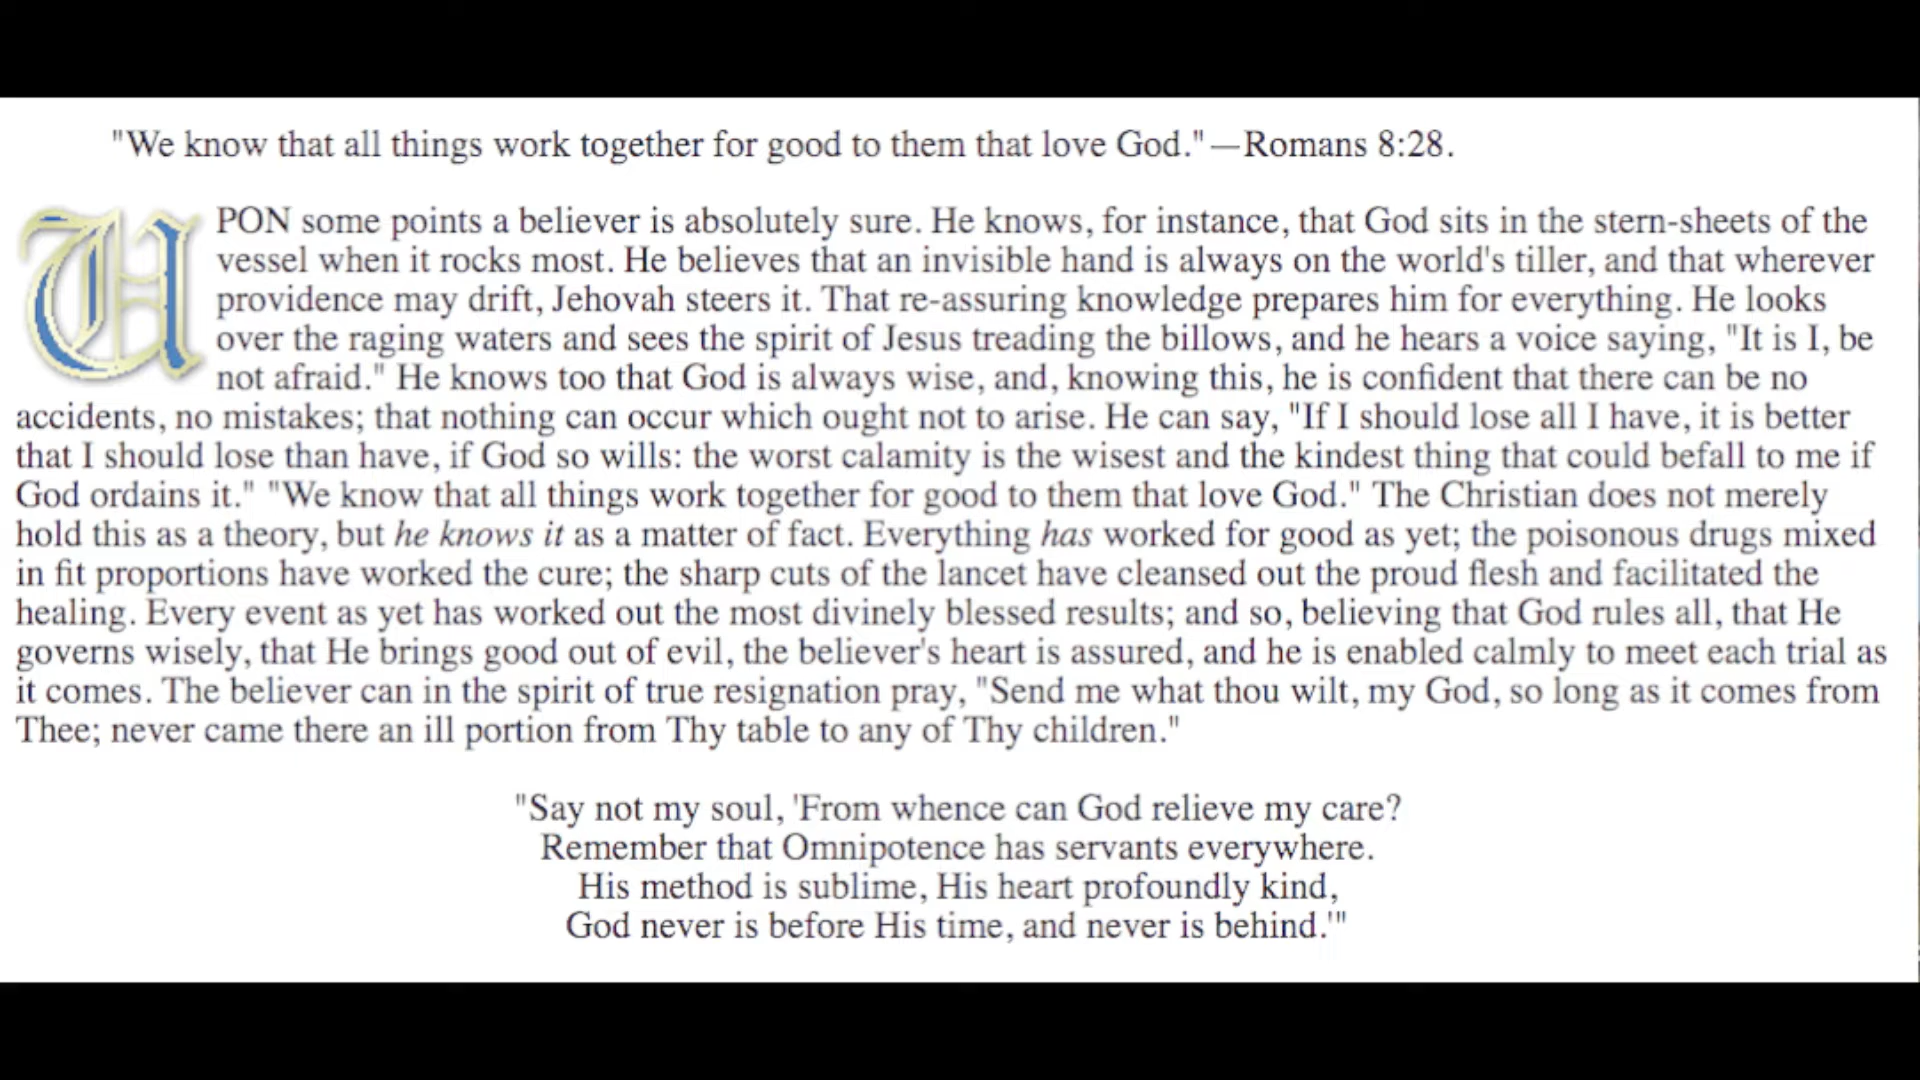 "We know that all things work together for good to them that love God."—Romans 8:28.
UPON some points a believer is absolutely sure. He knows, for instance, that God sits in the stern-sheets of the
vessel when it rocks most. He believes that an invisible hand is always on the world's tiller, and that wherever
providence may drift, Jehovah steers it. That re-assuring knowledge prepares him for everything. He looks
over the raging waters and sees the spirit of Jesus treading the billows, and he hears a voice saying, "It is I, be
not afraid." He knows too that God is always wise, and, knowing this, he is confident that there can be no
accidents, no mistakes; that nothing can occur which ought not to arise. He can say, "If I should lose all I have, it is better
that I should lose than have, if God so wills: the worst calamity is the wisest and the kindest thing that could befall to me if
God ordains it." "We know that all things work together for good to them that love God." The Christian does not merely
hold this as a theory, but he knows it as a matter of fact. Everything has worked for good as yet; the poisonous drugs mixed
in fit proportions have worked the cure; the sharp cuts of the lancet have cleansed out the proud flesh and facilitated the
healing. Every event as yet has worked out the most divinely blessed results; and so, believing that God rules all, that He
governs wisely, that He brings good out of evil, the believer's heart is assured, and he is enabled calmly to meet each trial as
it comes. The believer can in the spirit of true resignation pray, "Send me what thou wilt, my God, so long as it comes from
Thee; never came there an ill portion from Thy table to any of Thy children."
"Say not my soul, 'From whence can God relieve my care?
Remember that Omnipotence has servants everywhere.
His method is sublime, His heart profoundly kind,
God never is before His time, and never is behind.'"